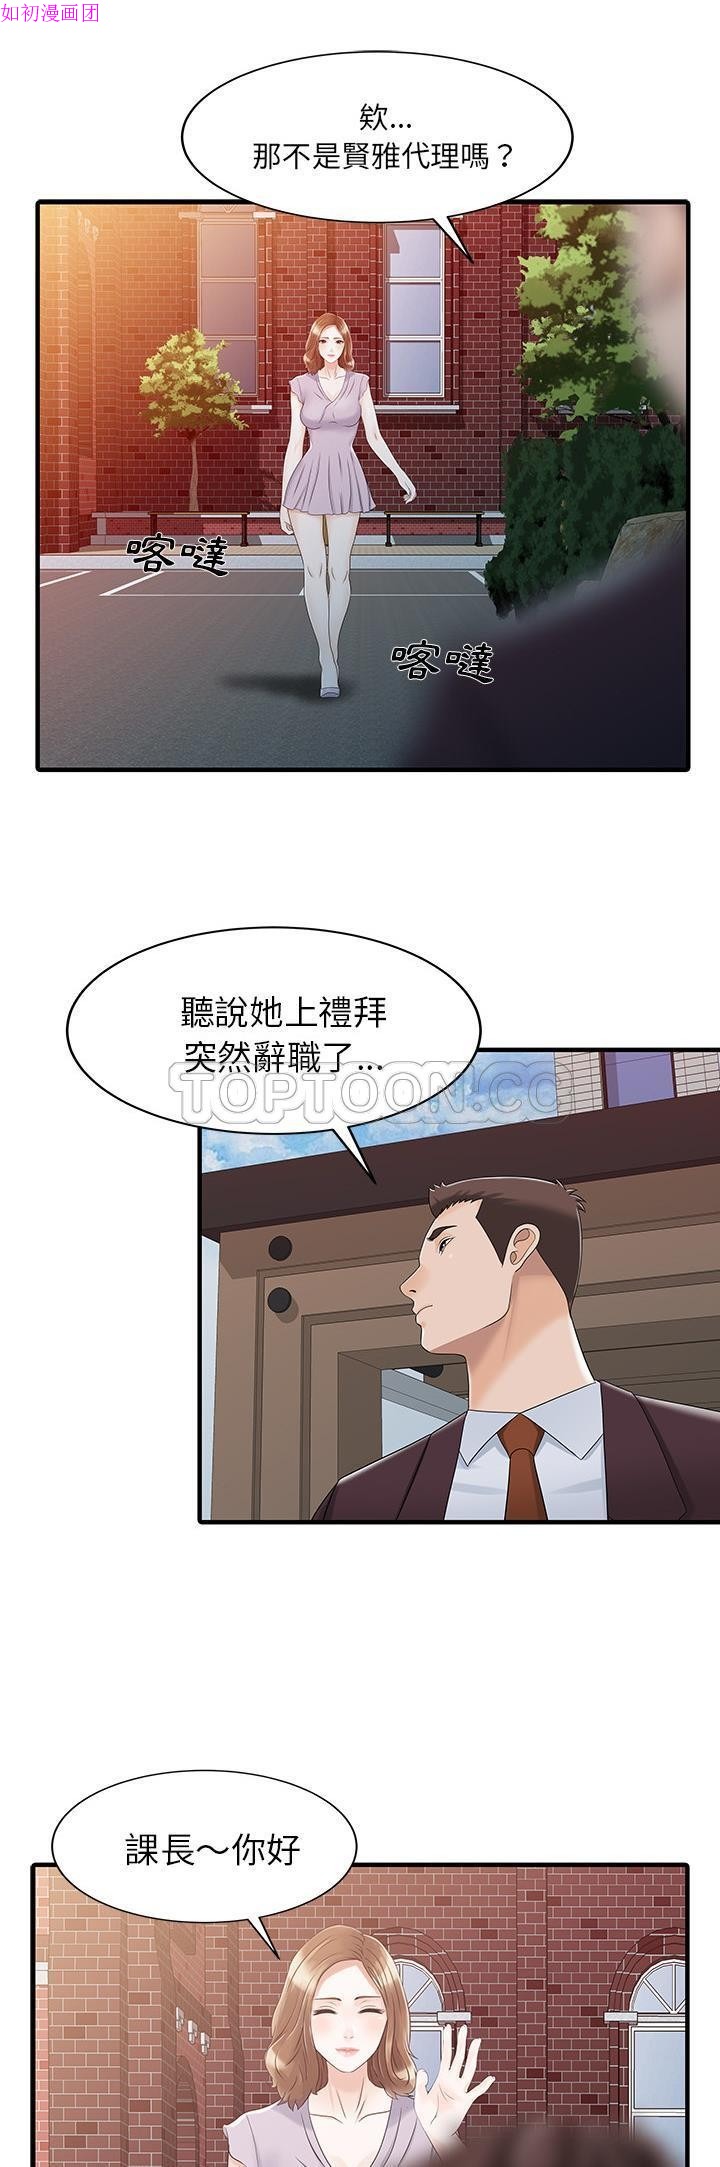 如初漫画团
欸...
那不是賢雅代理嗎？
喀噠
喀噠
聽說她上禮拜
突然辭職了...
TOPTOON.CC
課長～你好